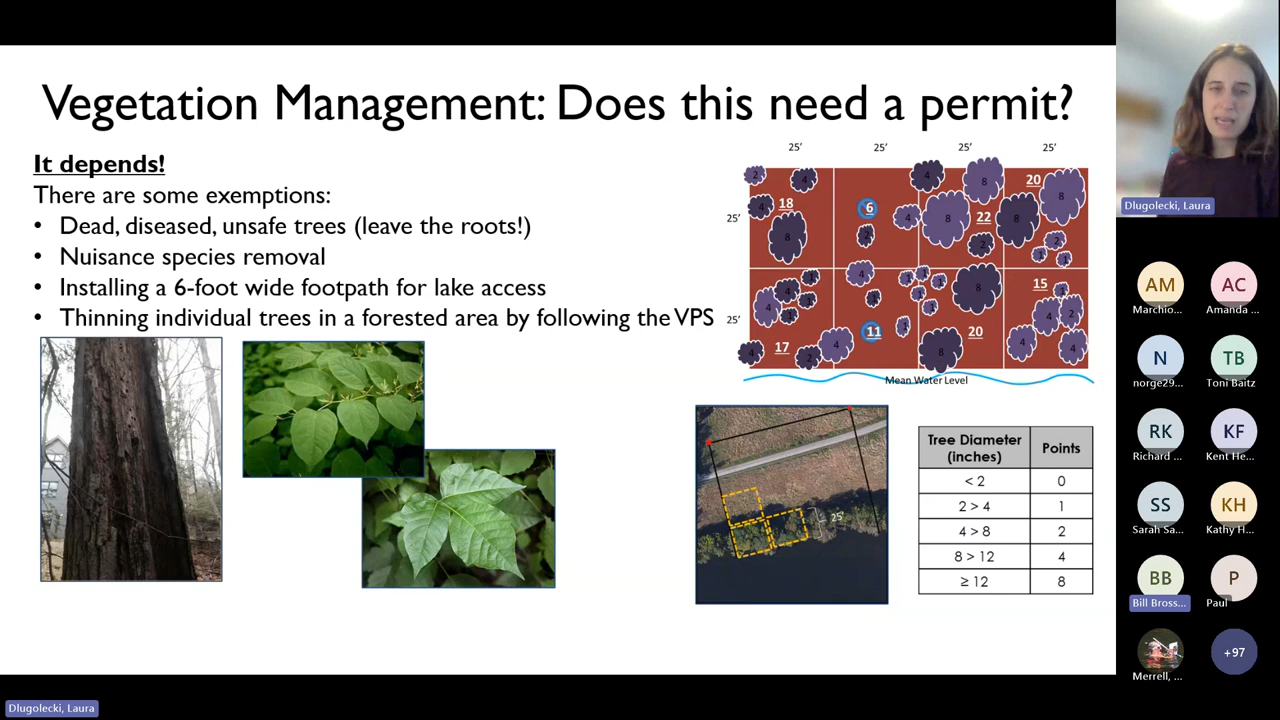 Vegetation Management: Does this need a permit?
It depends!
There are some exemptions:
• Dead, diseased, unsafe trees (leave the roots!)
• Nuisance species removal
• Installing a 6-foot wide footpath for lake access
• Thinning individual trees in a forested area by following the VPS
25' 25' 25' 25'
25'
18 6 22 20
25'
17 11 20 15
Mean Water Level
25'
Tree Diameter (inches) Points
< 2 0
2 > 4 1
4 > 8 2
8 > 12 4
≥ 12 8
Dlugolecki, Laura
AM AC
Marchio... Amanda ...
N TB
norge29... Toni Baitz
RK KF
Richard ... Kent He...
SS KH
Sarah Sa... Kathy H...
BB P
Bill Bross... Paul
+97
Merrell, ...
Dlugolecki, Laura